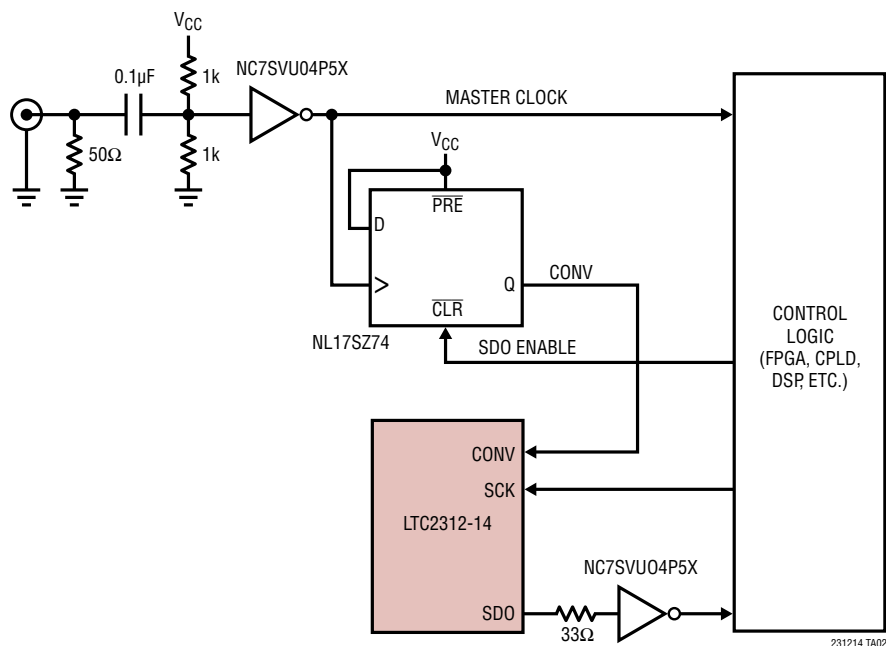 VCC
0.1µF
1k
NC7SVU04P5X
MASTER CLOCK
50Ω
1k
VCC
PRE
D
>
Q
CONV
CLR
NL17SZ74
SDO ENABLE
CONTROL
LOGIC
(FPGA, CPLD,
DSP, ETC.)
CONV
SCK
LTC2312-14
NC7SVUO4P5X
SDO
33Ω
231214 TA02